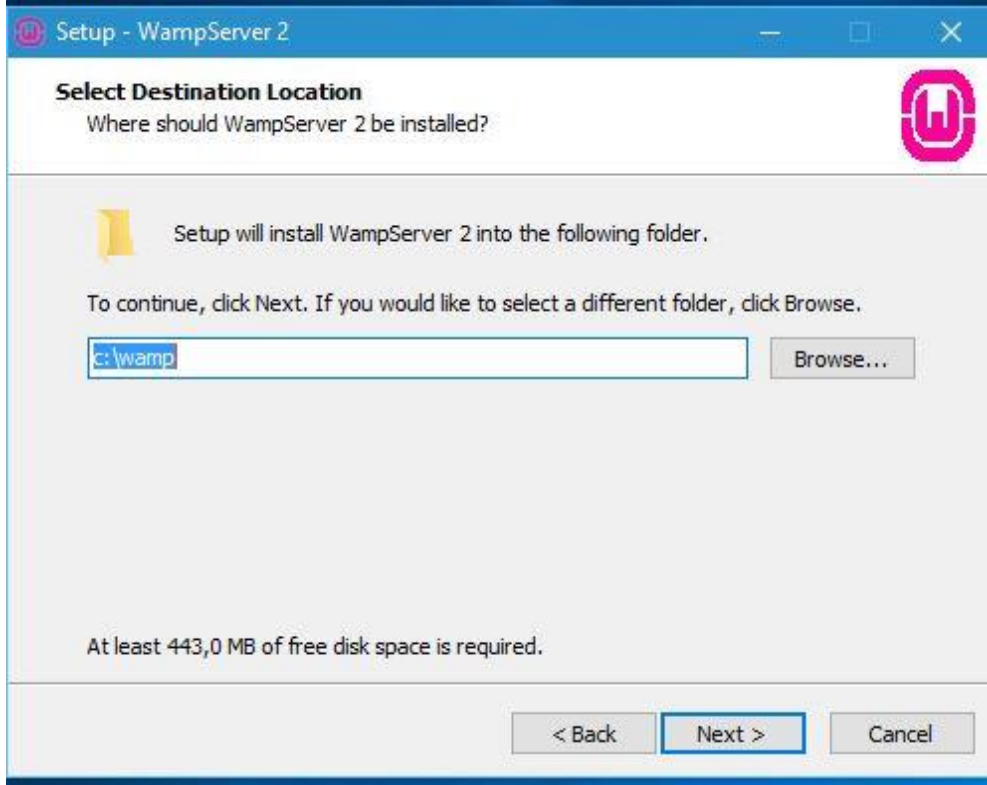 Setup - WampServer 2
Select Destination Location
Where should WampServer 2 be installed?
Setup will install WampServer 2 into the following folder.
To continue, click Next. If you would like to select a different folder, click Browse.
c:\wamp
Browse...
At least 443,0 MB of free disk space is required.
< Back
Next >
Cancel